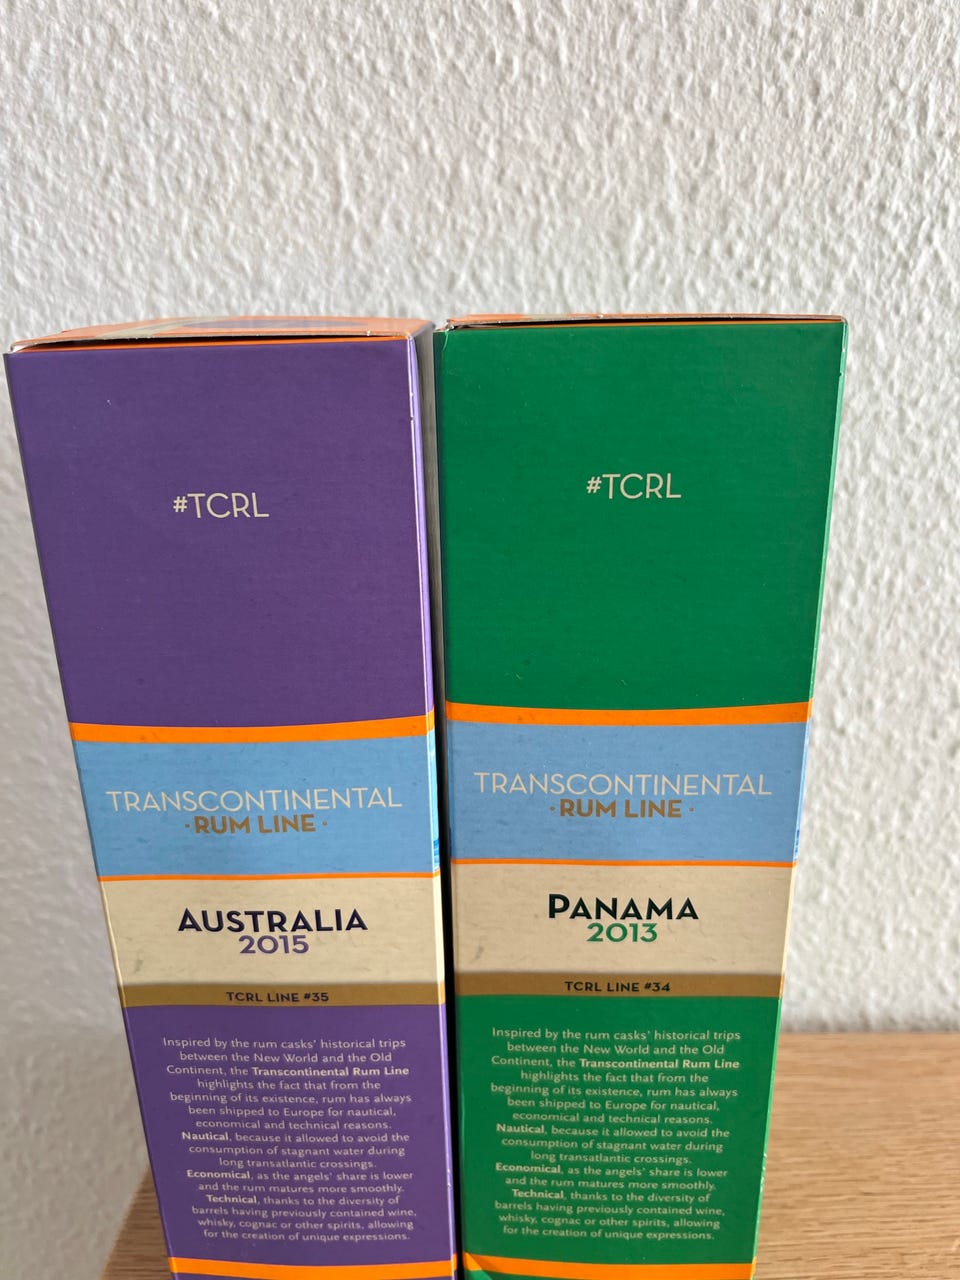 #TCRL
TRANSCONTINENTAL
·RUM LINE·
AUSTRALIA
2015
TCRL LINE #35
Inspired by the rum casks' historical trips
between the New World and the Old
Continent, the Transcontinental Rum Line
highlights the fact that from the
beginning of its existence, rum has always
been shipped to Europe for nautical,
economical and technical reasons.
Nautical, because it allowed to avoid the
consumption of stagnant water during
long transatlantic crossings.
Economical, as the angels' share is lower
and the rum matures more smoothly.
Technical, thanks to the diversity of
barrels having previously contained wine,
whisky, cognac or other spirits, allowing
for the creation of unique expressions.
#TCRL
TRANSCONTINENTAL
·RUM LINE·
PANAMA
2013
TCRL LINE #34
Inspired by the rum casks' historical trips
between the New World and the Old
Continent, the Transcontinental Rum Line
highlights the fact that from the
beginning of its existence, rum has always
been shipped to Europe for nautical,
economical and technical reasons.
Nautical, because it allowed to avoid the
consumption of stagnant water during
long transatlantic crossings.
Economical, as the angels' share is lower
and the rum matures more smoothly.
Technical, thanks to the diversity of
barrels having previously contained wine,
whisky, cognac or other spirits, allowing
for the creation of unique expressions.